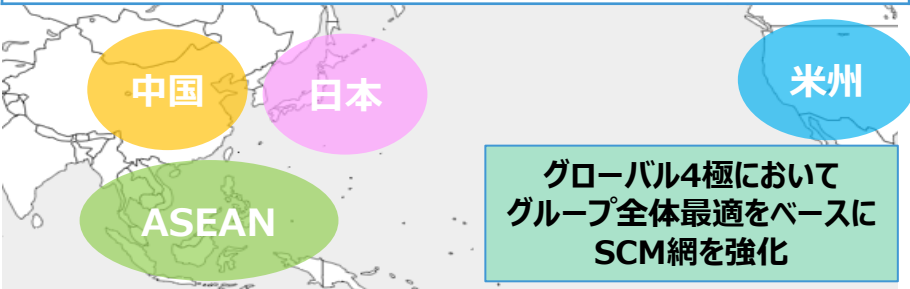 中国
日本
米州
ASEAN
グローバル4極において
グループ全体最適をベースに
SCM網を強化